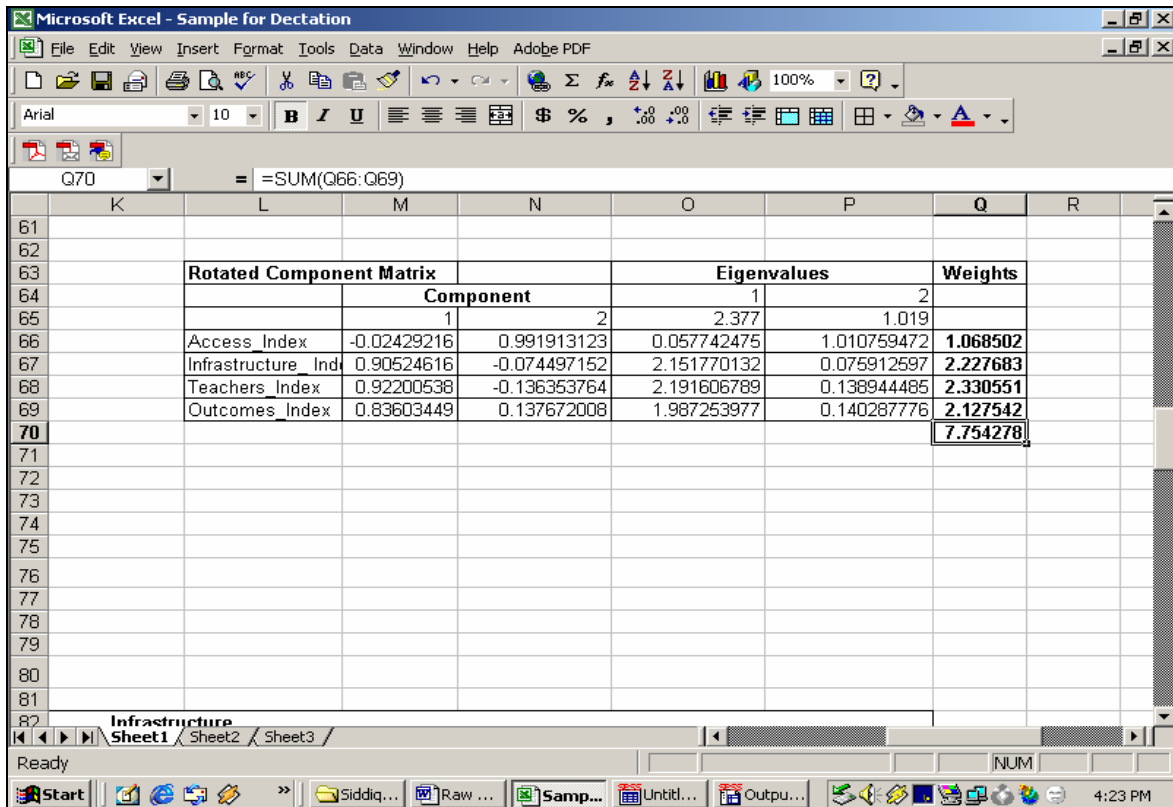 Microsoft Excel - Sample for Dectation
File Edit View Insert Format Tools Data Window Help Adobe PDF
100%
Arial 10 B I U $ % ,
Q70 = =SUM(Q66:Q69)
K L M N O P Q R
61
62
63 Rotated Component Matrix Eigenvalues Weights
64 Component 1 2
65 1 2 2.377 1.019
66 Access_Index -0.02429216 0.991913123 0.057742475 1.010759472 1.068502
67 Infrastructure_ Ind 0.90524616 -0.074497152 2.151770132 0.075912597 2.227683
68 Teachers_Index 0.92200538 -0.136353764 2.191606789 0.138944485 2.330551
69 Outcomes_Index 0.83603449 0.137672008 1.987253977 0.140287776 2.127542
70 7.754278
71
72
73
74
75
76
77
78
79
80
81
82 Infrastructure
Sheet1 Sheet2 Sheet3
Ready NUM
Start » Siddiq... Raw ... Samp... Untitl... Outpu... 4:23 PM